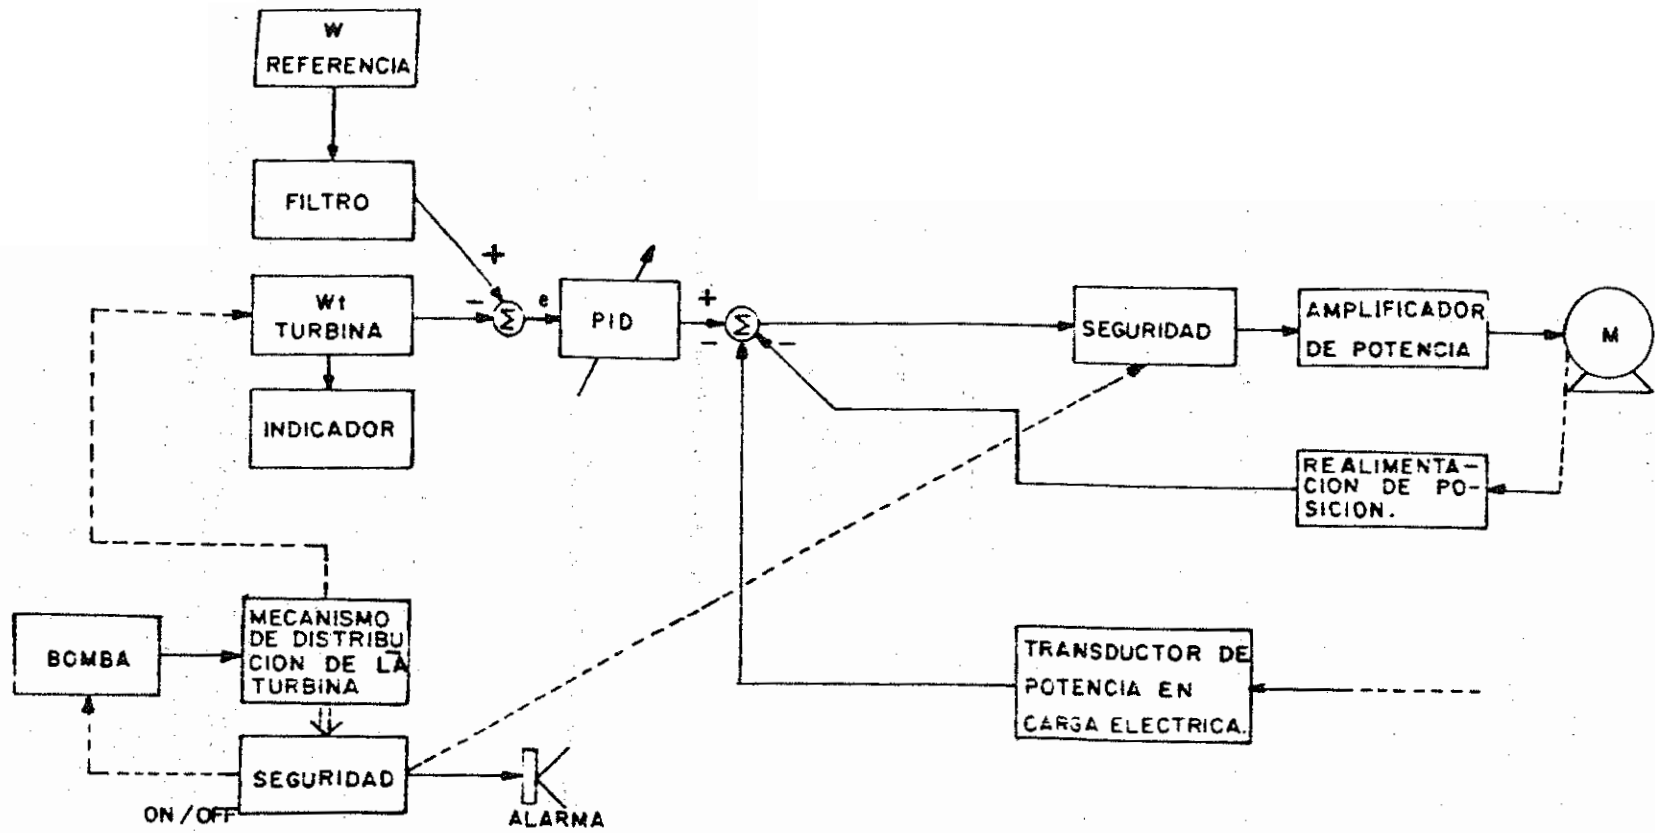 W
REFERENCIA
FILTRO
+
Wt
TURBINA
-
Σ
e
PID
+
-
Σ
-
SEGURIDAD
AMPLIFICADOR
DE POTENCIA
M
INDICADOR
REALIMENTA-
CION DE PO-
SICION.
BOMBA
MECANISMO
DE DISTRIBU
CION DE LA
TURBINA
TRANSDUCTOR DE
POTENCIA EN
CARGA ELECTRICA.
SEGURIDAD
ON/OFF
ALARMA